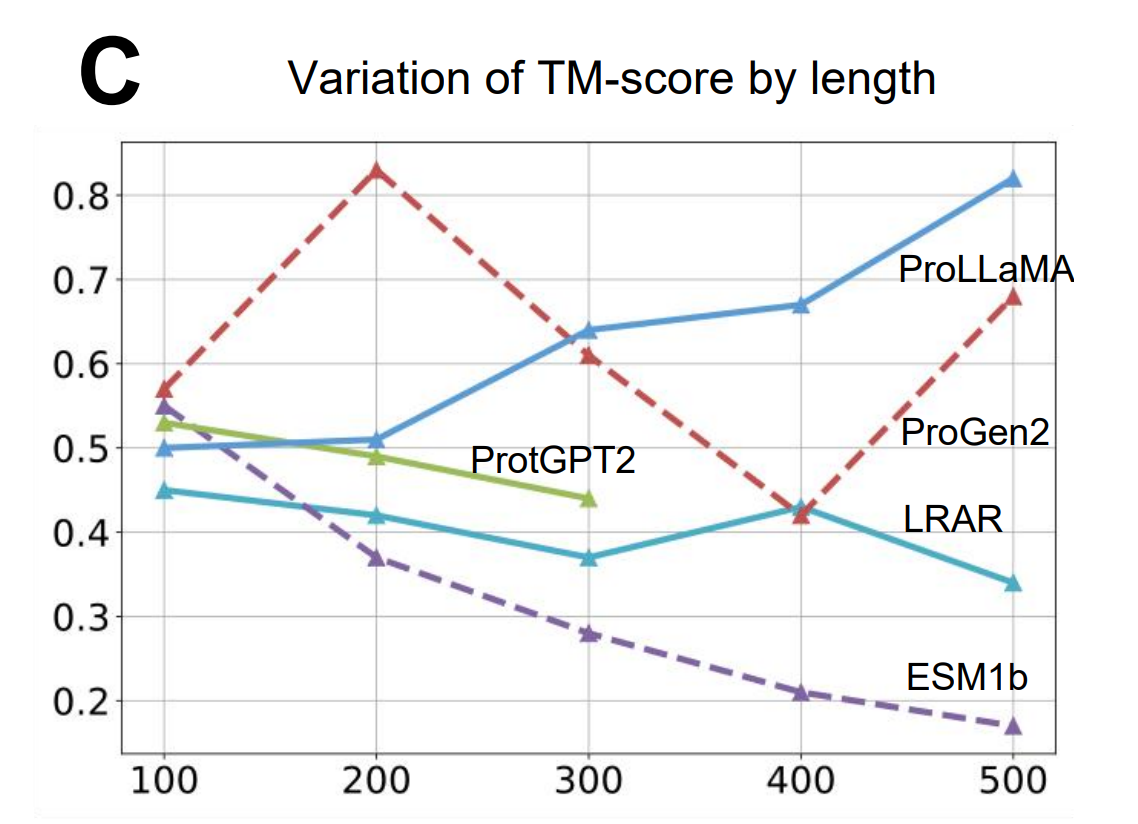 C
Variation of TM-score by length
0.8
0.7
0.6
0.5
0.4
0.3
0.2
ProLLaMA
ProGen2
ProtGPT2
LRAR
ESM1b
100 200 300 400 500